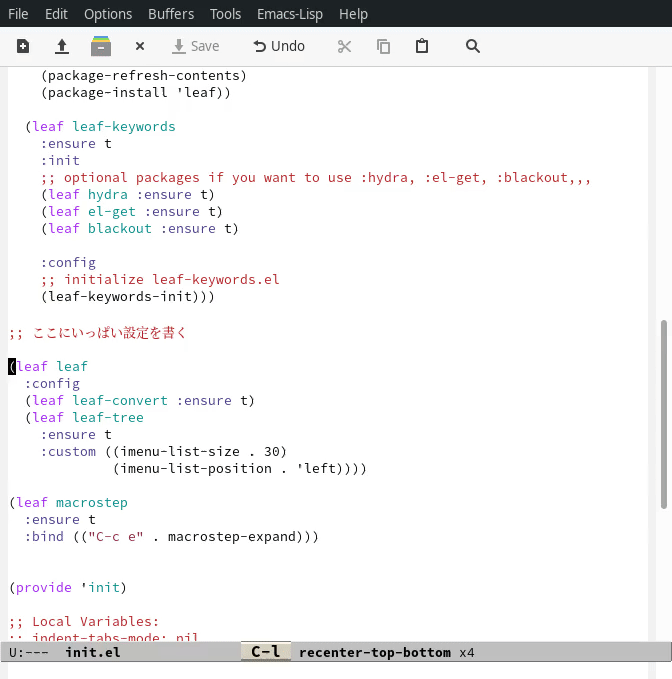 File Edit Options Buffers Tools Emacs-Lisp Help
Save Undo
(package-refresh-contents)
(package-install 'leaf))
(leaf leaf-keywords
:ensure t
:init
;; optional packages if you want to use :hydra, :el-get, :blackout,,,
(leaf hydra :ensure t)
(leaf el-get :ensure t)
(leaf blackout :ensure t)
:config
;; initialize leaf-keywords.el
(leaf-keywords-init)))
;; ここにいっぱい設定を書く
(leaf leaf
:config
(leaf leaf-convert :ensure t)
(leaf leaf-tree
:ensure t
:custom ((imenu-list-size . 30)
(imenu-list-position . 'left))))
(leaf macrostep
:ensure t
:bind (("C-c e" . macrostep-expand)))
(provide 'init)
;; Local Variables:
;; indent-tabs-mode: nil
U:--- init.el C-l recenter-top-bottom x4